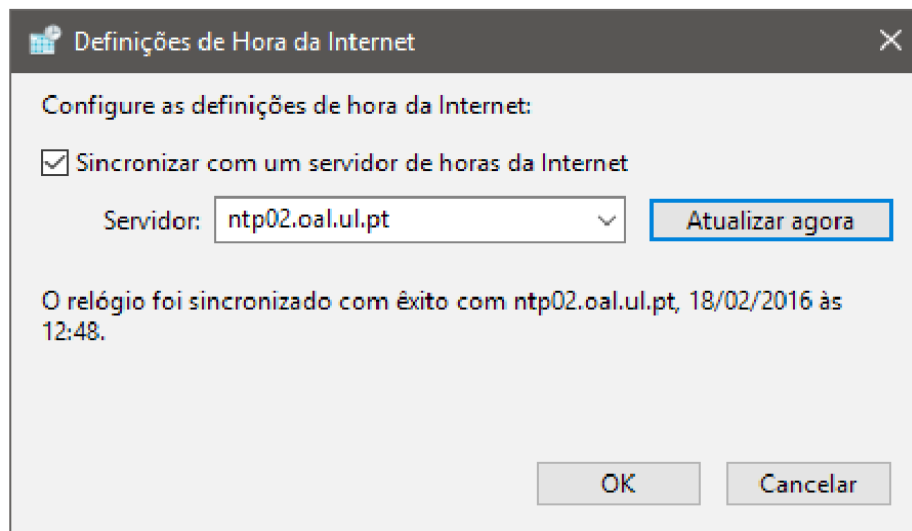 Definições de Hora da Internet
Configure as definições de hora da Internet:
Sincronizar com um servidor de horas da Internet
Servidor: ntp02.oal.ul.pt Atualizar agora
O relógio foi sincronizado com êxito com ntp02.oal.ul.pt, 18/02/2016 às
12:48.
OK Cancelar